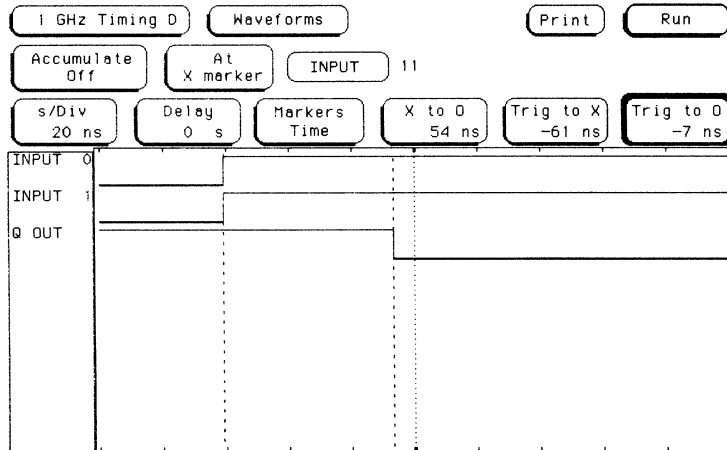 1 GHz Timing D Waveforms Print Run
Accumulate Off At X marker INPUT 11
s/Div 20 ns Delay 0 s Markers Time X to O 54 ns Trig to X -61 ns Trig to O -7 ns
INPUT 0
INPUT 1
Q OUT